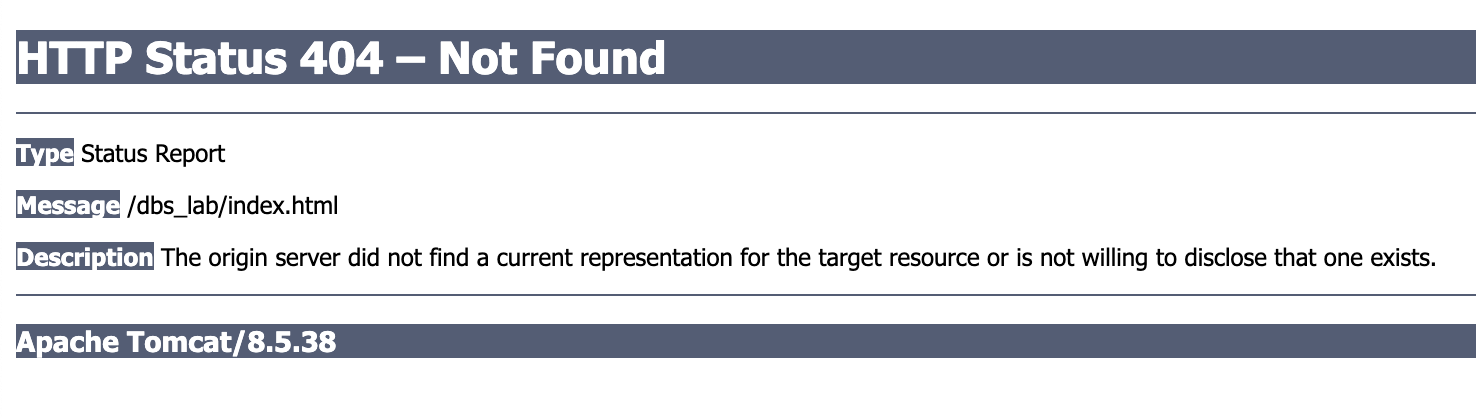 HTTP Status 404 – Not Found
Type Status Report
Message /dbs_lab/index.html
Description The origin server did not find a current representation for the target resource or is not willing to disclose that one exists.
Apache Tomcat/8.5.38